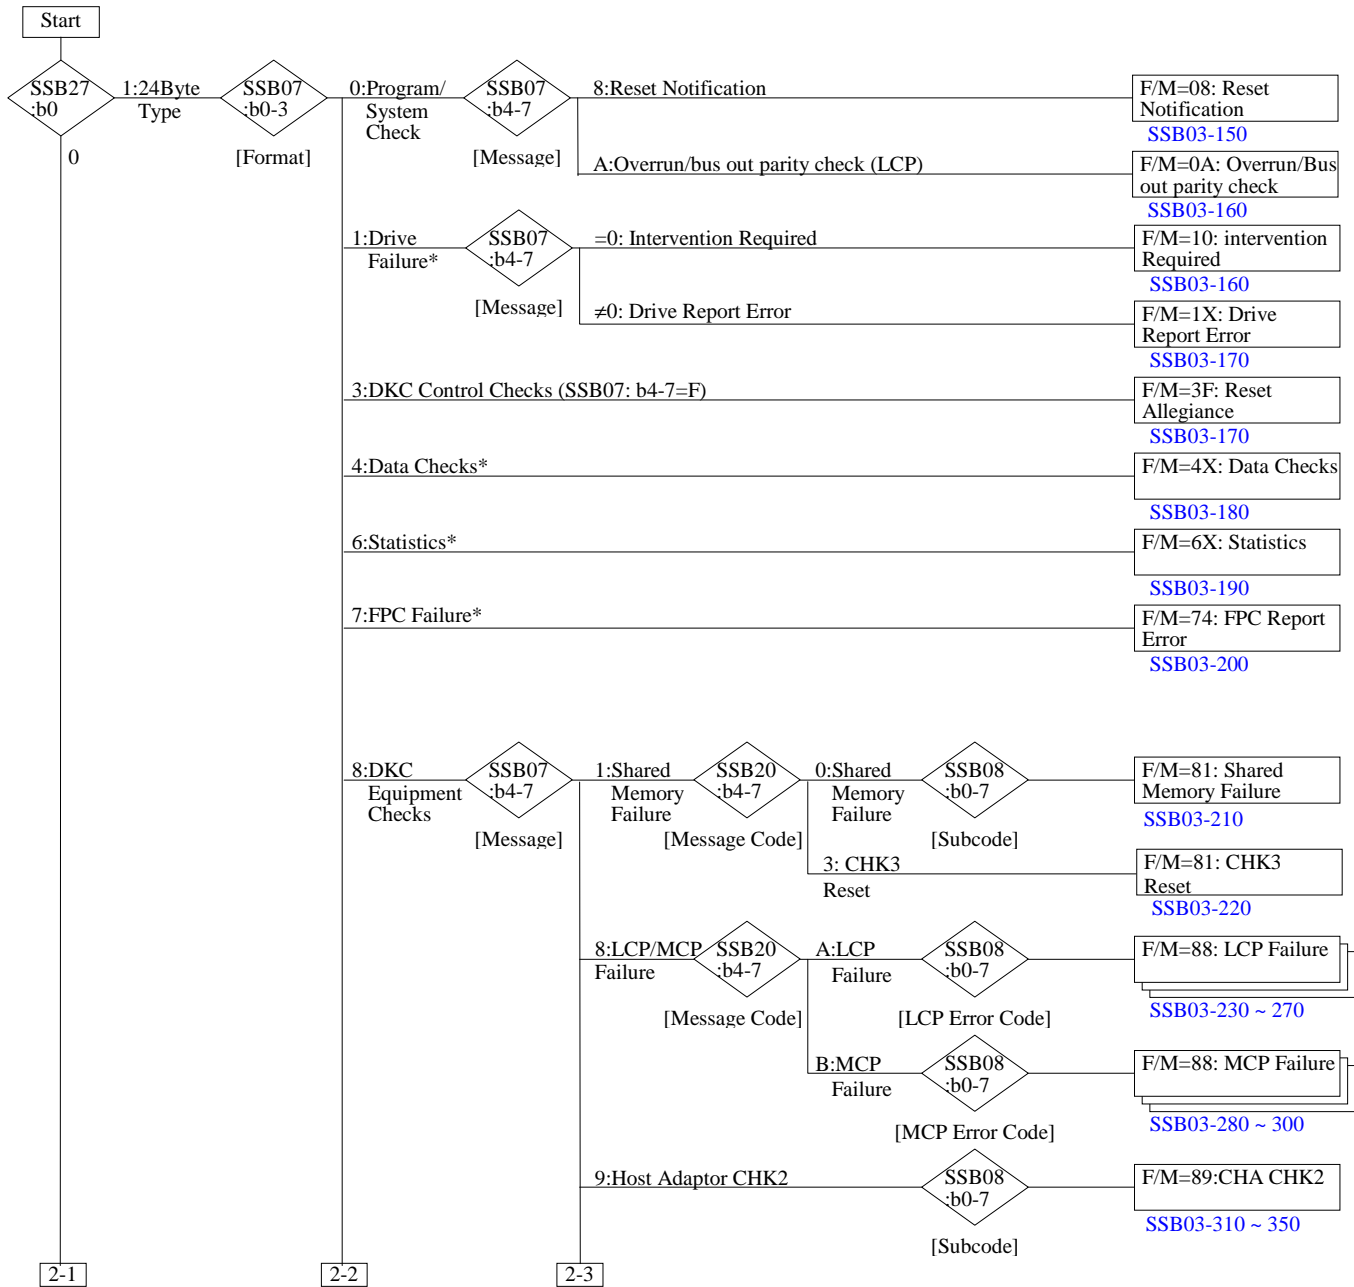 Start
SSB27
:b0
0
1:24Byte
Type
SSB07
:b0-3
[Format]
0:Program/
System
Check
SSB07
:b4-7
[Message]
8:Reset Notification
F/M=08: Reset
Notification
SSB03-150
A:Overrun/bus out parity check (LCP)
F/M=0A: Overrun/Bus
out parity check
SSB03-160
1:Drive
Failure*
SSB07
:b4-7
[Message]
=0: Intervention Required
F/M=10: intervention
Required
SSB03-160
≠0: Drive Report Error
F/M=1X: Drive
Report Error
SSB03-170
3:DKC Control Checks (SSB07: b4-7=F)
F/M=3F: Reset
Allegiance
SSB03-170
4:Data Checks*
F/M=4X: Data Checks
SSB03-180
6:Statistics*
F/M=6X: Statistics
SSB03-190
7:FPC Failure*
F/M=74: FPC Report
Error
SSB03-200
8:DKC
Equipment
Checks
SSB07
:b4-7
[Message]
1:Shared
Memory
Failure
SSB20
:b4-7
[Message Code]
0:Shared
Memory
Failure
SSB08
:b0-7
[Subcode]
F/M=81: Shared
Memory Failure
SSB03-210
3: CHK3
Reset
F/M=81: CHK3
Reset
SSB03-220
8:LCP/MCP
Failure
SSB20
:b4-7
[Message Code]
A:LCP
Failure
SSB08
:b0-7
[LCP Error Code]
F/M=88: LCP Failure
SSB03-230 ~ 270
B:MCP
Failure
SSB08
:b0-7
[MCP Error Code]
F/M=88: MCP Failure
SSB03-280 ~ 300
9:Host Adaptor CHK2
SSB08
:b0-7
[Subcode]
F/M=89:CHA CHK2
SSB03-310 ~ 350
2-1
2-2
2-3